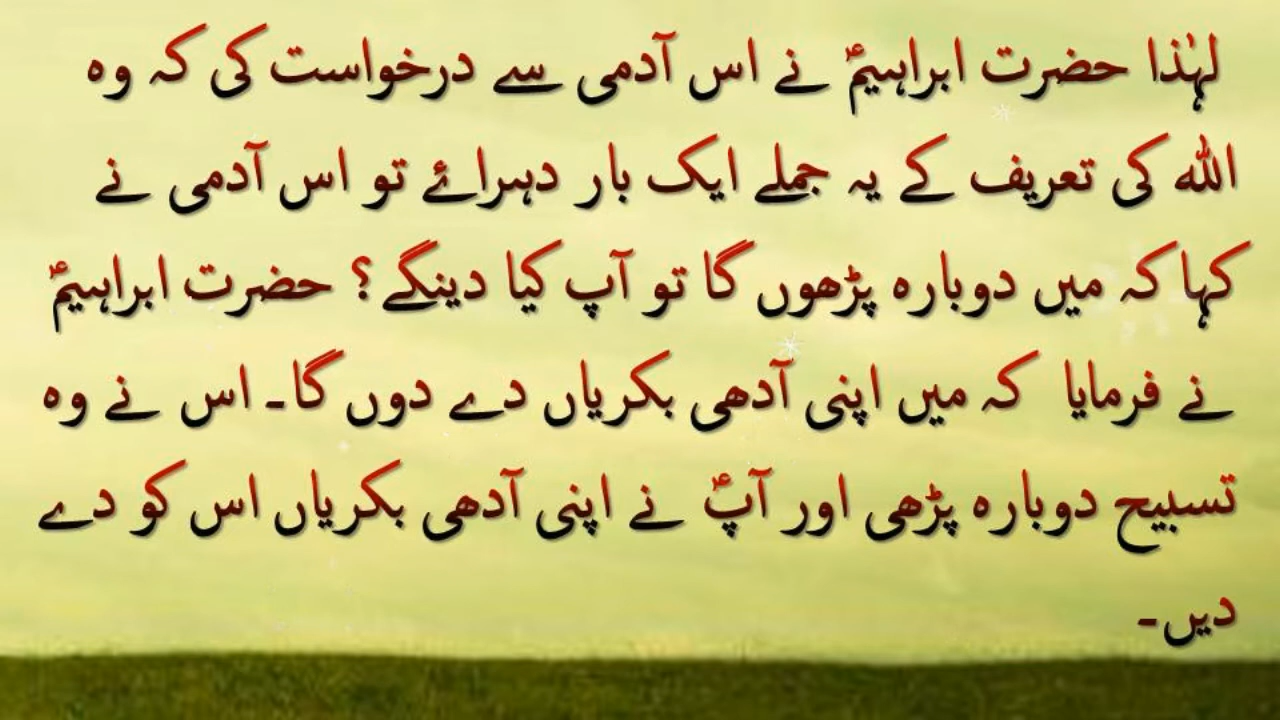 لہٰذا حضرت ابراہیمؑ نے اس آدمی سے درخواست کی کہ وہ
اللہ کی تعریف کے یہ جملے ایک بار دہرائے تو اس آدمی نے
کہا کہ میں دوبارہ پڑھوں گا تو آپ کیا دینگے؟ حضرت ابراہیمؑ
نے فرمایا کہ میں اپنی آدھی بکریاں دے دوں گا۔ اس نے وہ
تسبیح دوبارہ پڑھی اور آپؑ نے اپنی آدھی بکریاں اس کو دے
دیں۔